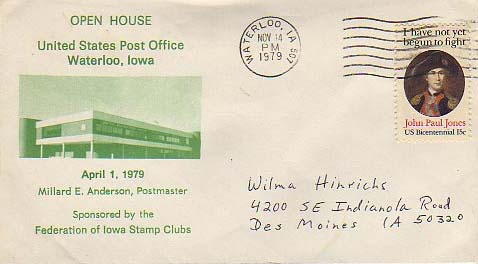 OPEN HOUSE
United States Post Office
Waterloo, Iowa
April 1, 1979
Millard E. Anderson, Postmaster
Sponsored by the
Federation of Iowa Stamp Clubs
WATERLOO, IA 507
NOV 14
PM
1979
I have not yet
begun to fight
John Paul Jones
US Bicentennial 15c
Wilma Hinrichs
4200 SE Indianola Road
Des Moines IA 50320